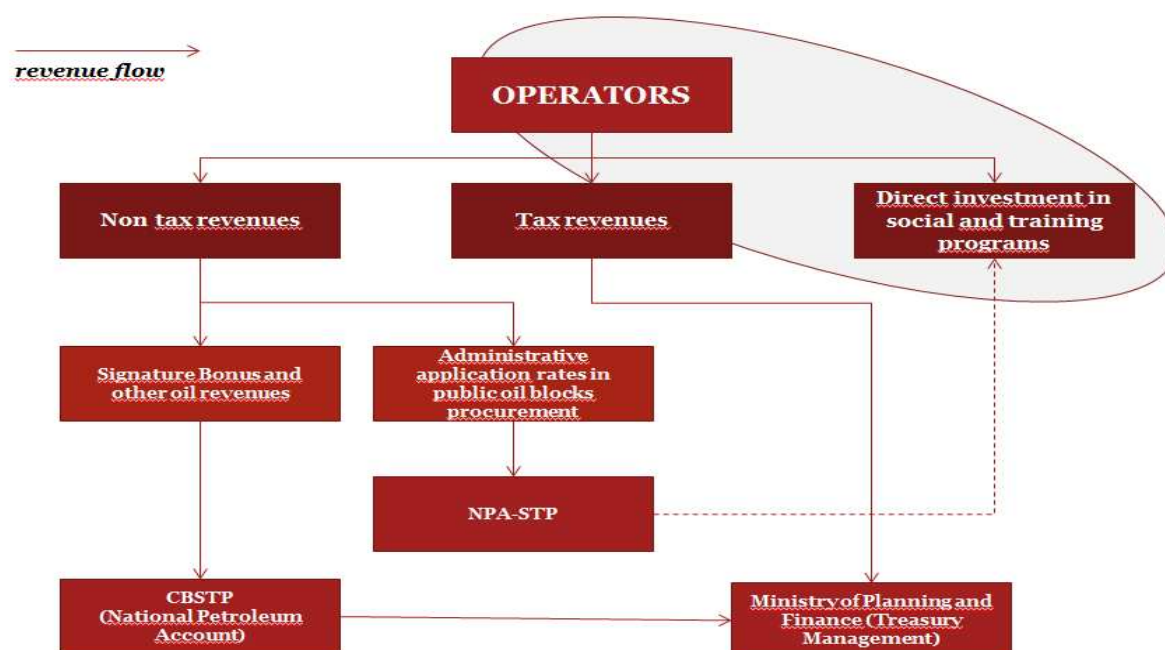 revenue flow
OPERATORS
Non tax revenues
Tax revenues
Direct investment in
social and training
programs
Signature Bonus and
other oil revenues
Administrative
application rates in
public oil blocks
procurement
NPA-STP
CBSTP
(National Petroleum
Account)
Ministry of Planning and
Finance (Treasury
Management)